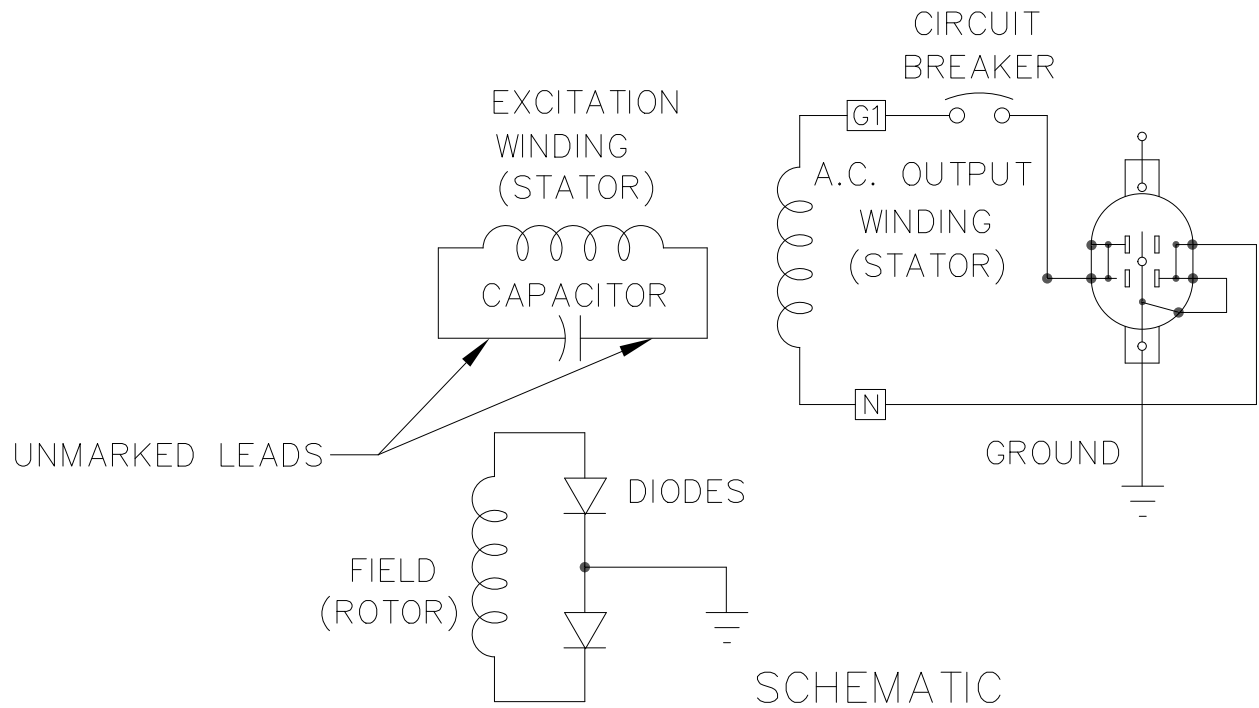 CIRCUIT
BREAKER
EXCITATION
WINDING
(STATOR)
G1
A.C. OUTPUT
WINDING
(STATOR)
CAPACITOR
N
UNMARKED LEADS
GROUND
DIODES
FIELD
(ROTOR)
SCHEMATIC